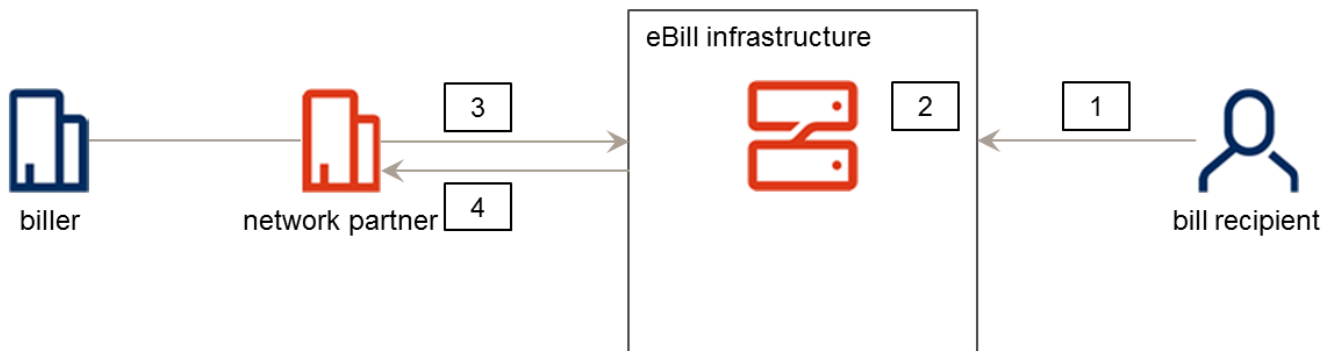 eBill infrastructure
3
2
1
biller
network partner
4
bill recipient